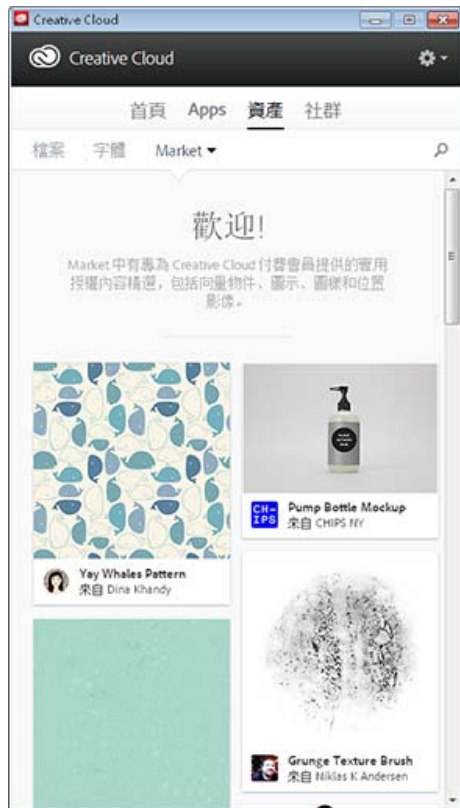 Creative Cloud
Creative Cloud
首頁 Apps 資產 社群
檔案 字體 Market
歡迎!
Market 中有專為 Creative Cloud 付費會員提供的實用
授權內容精選，包括向量物件、圖示、圖樣和位置
影像。
CH-
IPS
Pump Bottle Mockup
來自 CHIPS NY
Yay Whales Pattern
來自 Dina Khandy
Grunge Texture Brush
來自 Niklas K Andersen